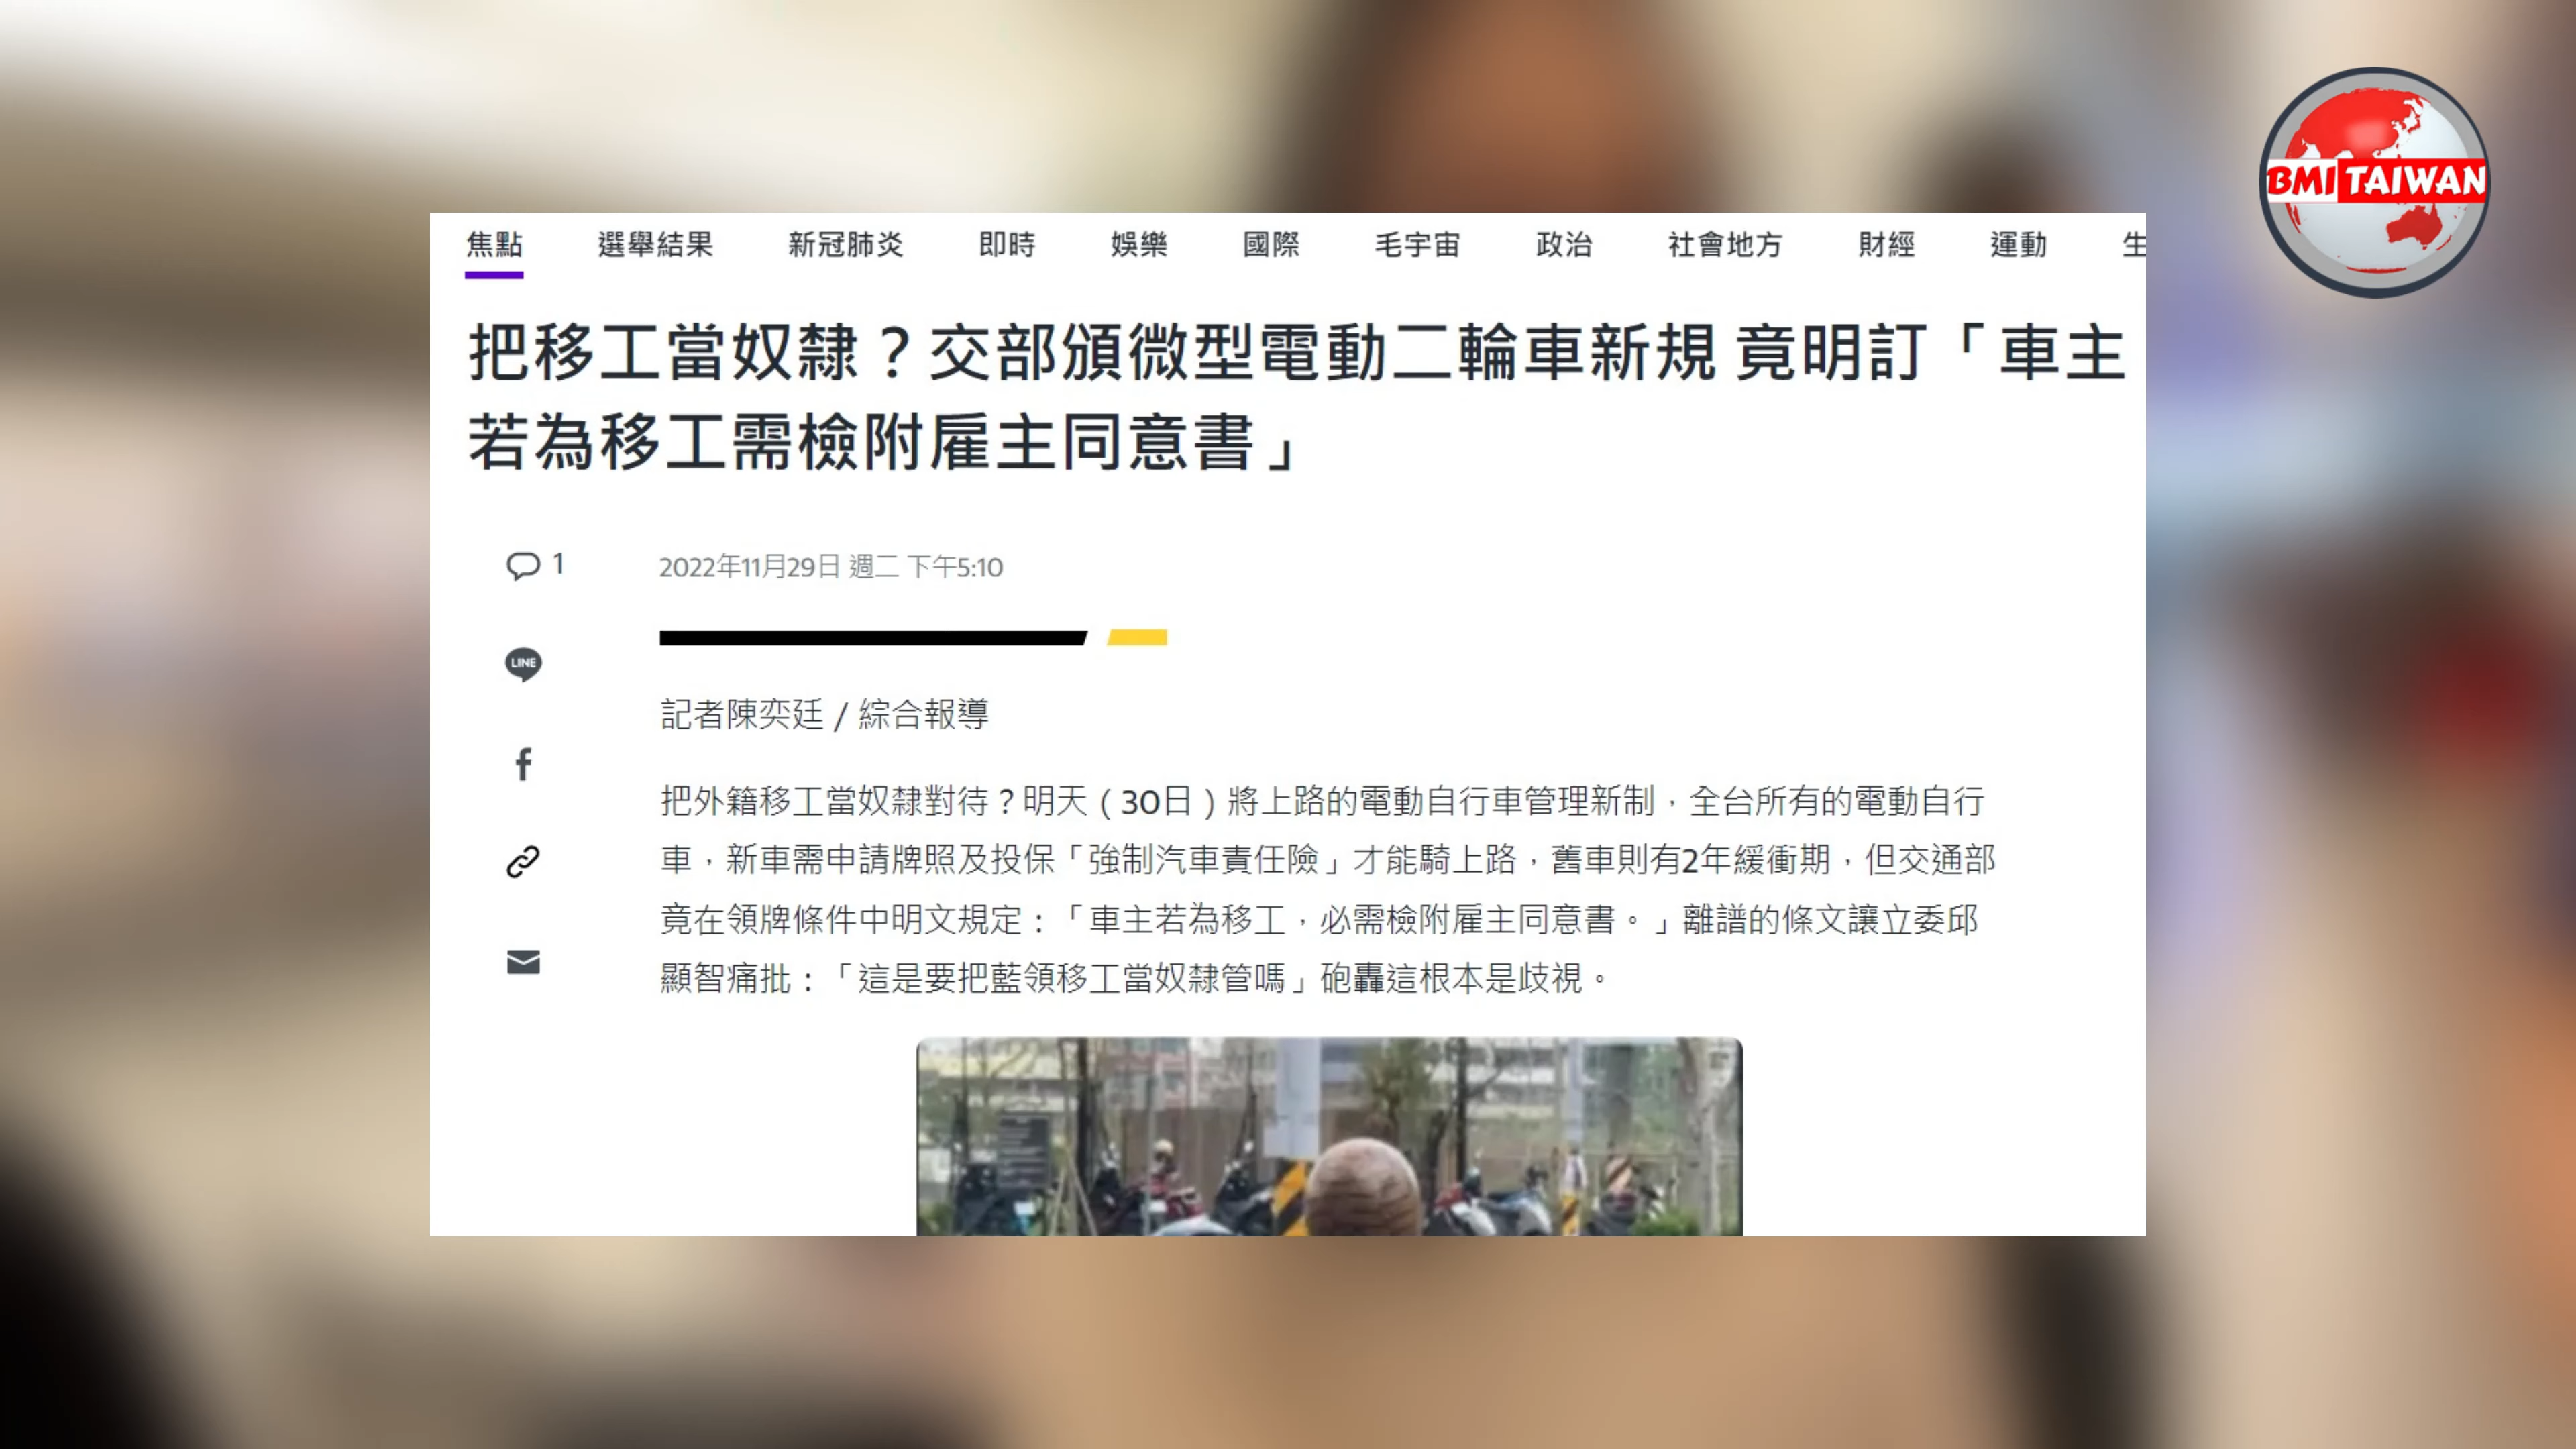 BMI TAIWAN
焦點 選舉結果 新冠肺炎 即時 娛樂 國際 毛宇宙 政治 社會地方 財經 運動 生
把移工當奴隸？交部頒微型電動二輪車新規 竟明訂「車主
若為移工需檢附雇主同意書」
1
2022年11月29日 週二 下午5:10
LINE
記者陳奕廷 / 綜合報導
把外籍移工當奴隸對待？明天（30日）將上路的電動自行車管理新制，全台所有的電動自行
車，新車需申請牌照及投保「強制汽車責任險」才能騎上路，舊車則有2年緩衝期，但交通部
竟在領牌條件中明文規定：「車主若為移工，必需檢附雇主同意書。」離譜的條文讓立委邱
顯智痛批：「這是要把藍領移工當奴隸管嗎」砲轟這根本是歧視。